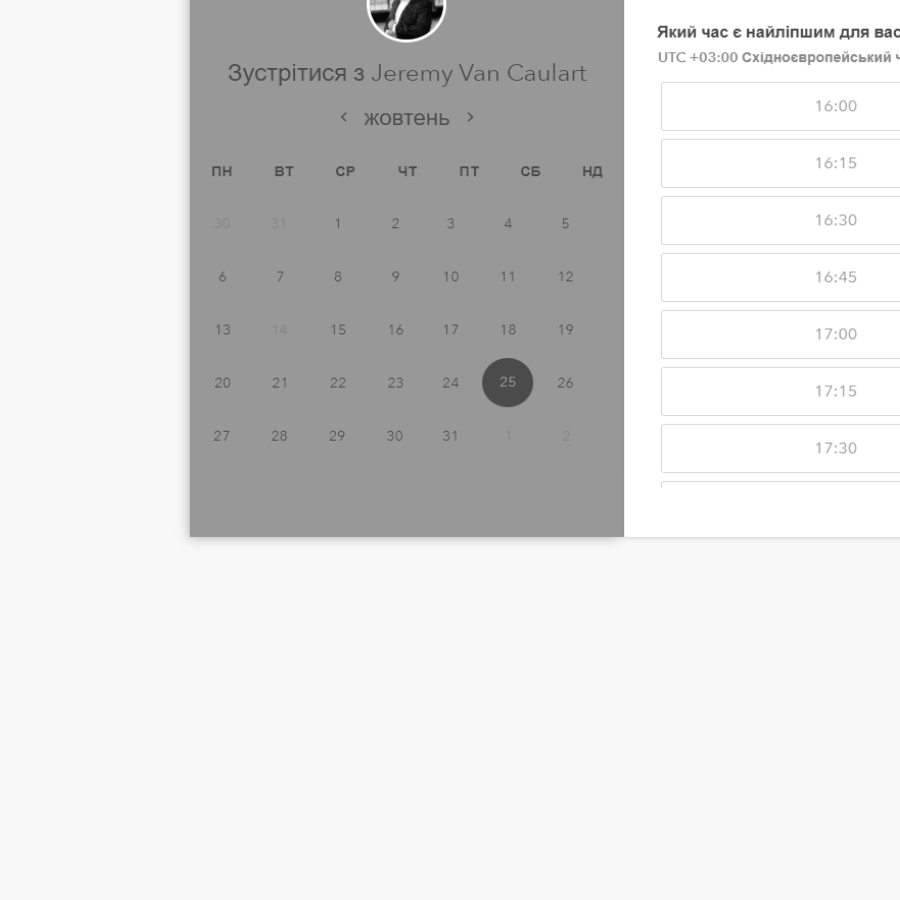 Зустрітися з Jeremy Van Caulart
‹ жовтень ›
ПН ВТ СР ЧТ ПТ СБ НД
30 31 1 2 3 4 5
6 7 8 9 10 11 12
13 14 15 16 17 18 19
20 21 22 23 24 25 26
27 28 29 30 31 1 2
Який час є найліпшим для вас
UTC +03:00 Східноєвропейський
16:00
16:15
16:30
16:45
17:00
17:15
17:30